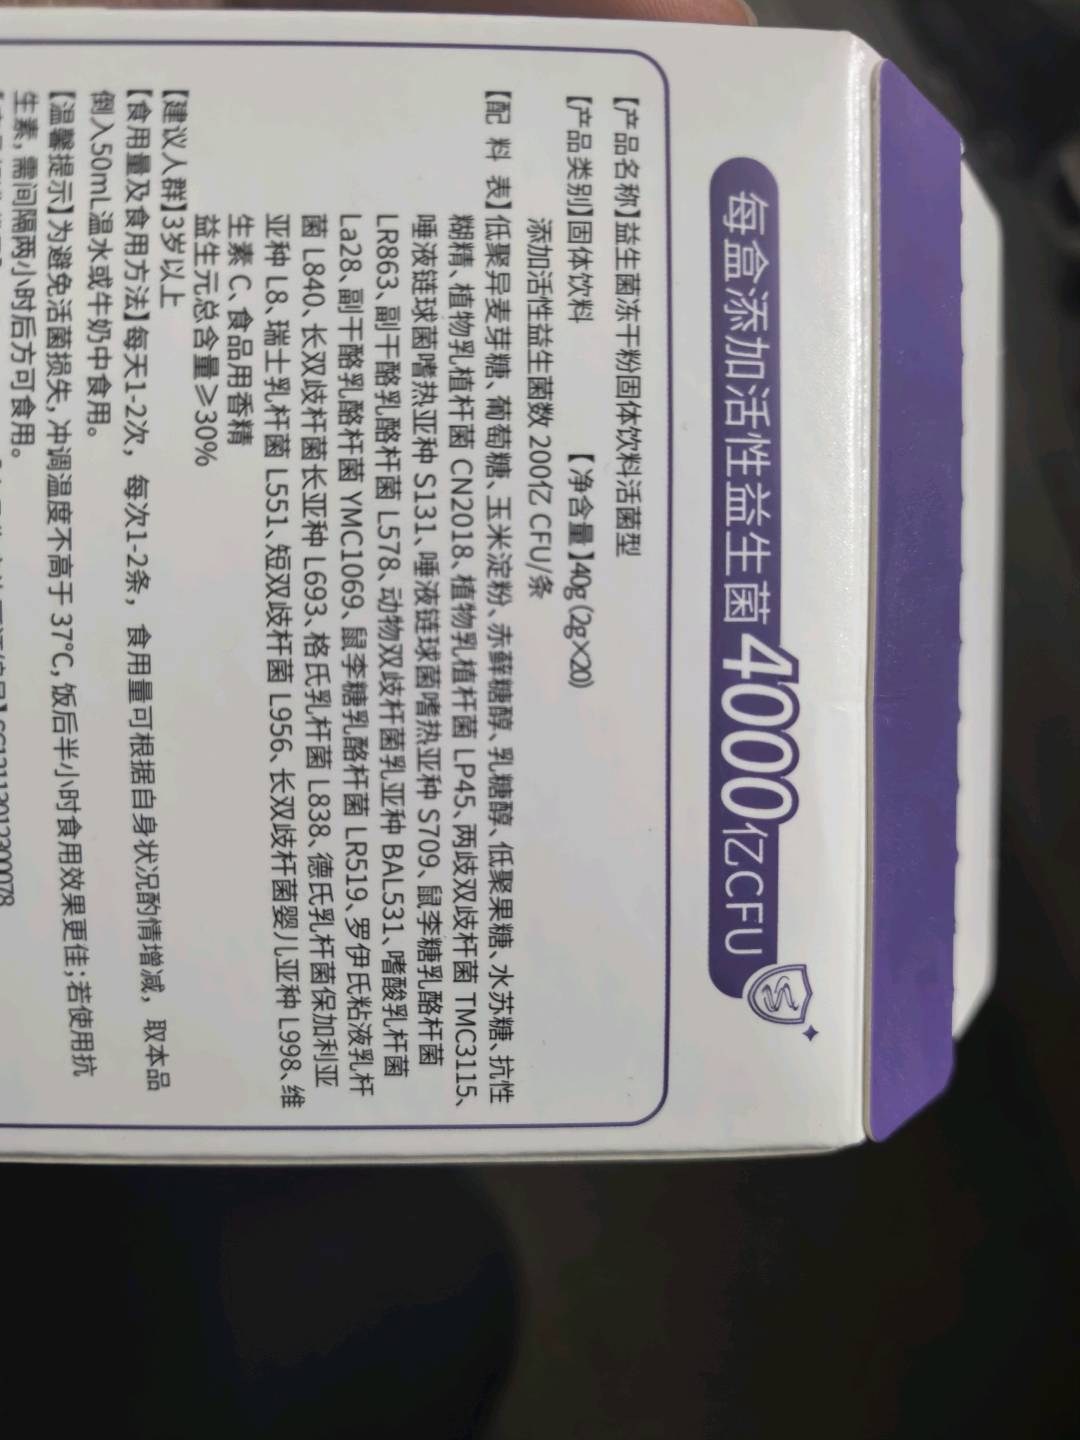 每盒添加活性益生菌4000亿CFU
【产品名称】益生菌冻干粉固体饮料活菌型
【产品类别】固体饮料 【净含量】40g(2g×20)
添加活性益生菌数 200亿 CFU/条
【配 料 表】低聚异麦芽糖、葡萄糖、玉米淀粉、赤藓糖醇、乳糖醇、低聚果糖、水苏糖、抗性
糊精、植物乳植杆菌 CN2018、植物乳植杆菌 LP45、两歧双歧杆菌 TMC3115、
唾液链球菌嗜热亚种 S131、唾液链球菌嗜热亚种 S709、鼠李糖乳酪杆菌
LR863、副干酪乳酪杆菌 L578、动物双歧杆菌乳亚种 BAL531、嗜酸乳杆菌
La28、副干酪乳酪杆菌 YMC1069、鼠李糖乳酪杆菌 LR519、罗伊氏粘液乳杆
菌 L840、长双歧杆菌长亚种 L693、格氏乳杆菌 L838、德氏乳杆菌保加利亚
亚种 L8、瑞士乳杆菌 L551、短双歧杆菌 L956、长双歧杆菌婴儿亚种 L998、维
生素 C、食品用香精
益生元总含量≥30%
【建议人群】3岁以上
【食用量及食用方法】每天1-2次，每次1-2条，食用量可根据自身状况酌情增减，取本品
倒入50mL温水或牛奶中食用。
【温馨提示】为避免活菌损失，冲调温度不高于 37℃，饭后半小时食用效果更佳；若使用抗
生素，需间隔两小时后方可食用。